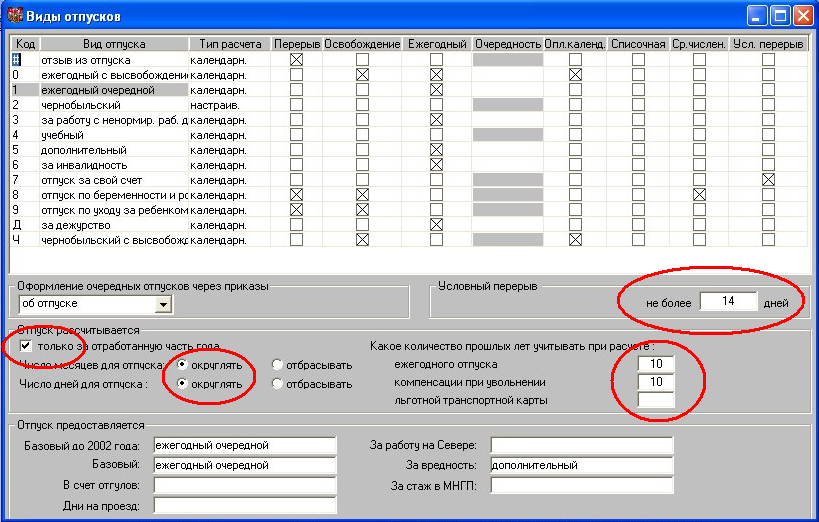 Виды отпусков
Код Вид отпуска Тип расчета Перерыв Освобождение Ежегодный Очередность Опл.календ. Списочная Ср.числен. Усл. перерыв
# отзыв из отпуска календарн.
0 ежегодный с высвобождени календарн.
1 ежегодный очередной календарн.
2 чернобыльский настраив.
3 за работу с ненормир. раб. д календарн.
4 учебный календарн.
5 дополнительный календарн.
6 за инвалидность календарн.
7 отпуск за свой счет календарн.
8 отпуск по беременности и ро календарн.
9 отпуск по уходу за ребенком календарн.
Д за дежурство календарн.
Ч чернобыльский с высвобожд календарн.
Оформление очередных отпусков через приказы
об отпуске
Условный перерыв
не более 14 дней
Отпуск рассчитывается
только за отработанную часть года
Число месяцев для отпуска: округлять отбрасывать
Число дней для отпуска : округлять отбрасывать
Какое количество прошлых лет учитывать при расчете :
ежегодного отпуска 10
компенсации при увольнении 10
льготной транспортной карты
Отпуск предоставляется
Базовый до 2002 года: ежегодный очередной
Базовый: ежегодный очередной
В счет отгулов:
Дни на проезд:
За работу на Севере:
За вредность: дополнительный
За стаж в МНГП: